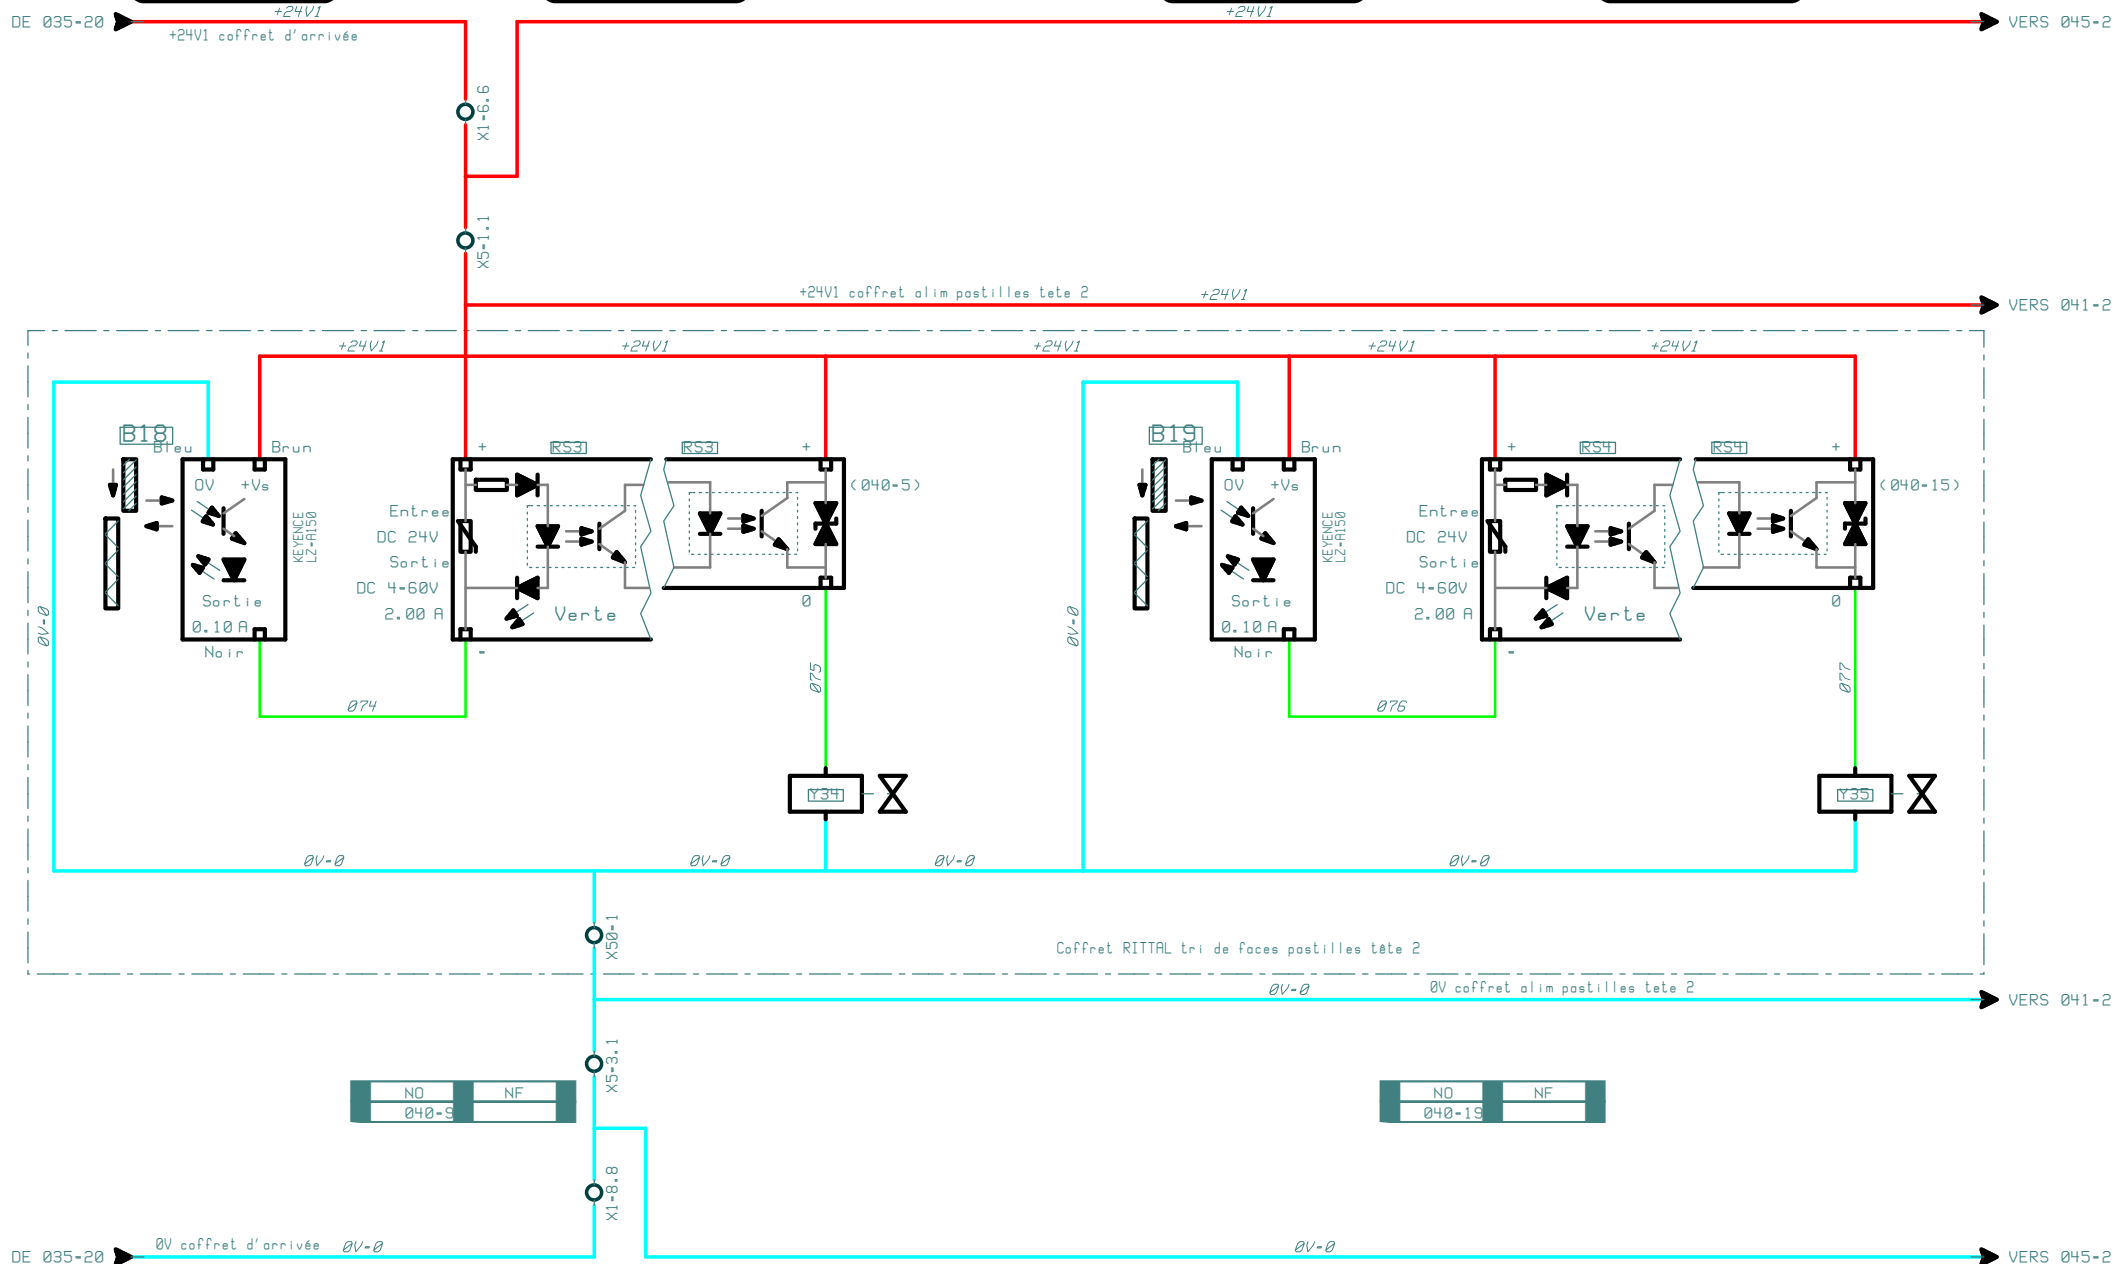 DE 035-20
+24V1
+24V1
VERS 045-2
+24V1 coffret d'arrivée
X1-6.6
X5-1.1
+24V1 coffret alim pastilles tete 2
+24V1
VERS 041-2
+24V1
+24V1
+24V1
+24V1
+24V1
B18
Bleu
Brun
+
RS3
RS3
+
B19
Bleu
Brun
+
RS4
RS4
+
0V
+Vs
(040-5)
0V
+Vs
(040-15)
KEYENCE
LZ-A150
Entree
DC 24V
Sortie
DC 4-60V
2.00 A
KEYENCE
LZ-A150
Entree
DC 24V
Sortie
DC 4-60V
2.00 A
0V-0
Sortie
0.10 A
Noir
Verte
-
0
0V-0
Sortie
0.10 A
Noir
Verte
-
0
074
075
076
077
Y34
Y35
0V-0
0V-0
0V-0
0V-0
X50-1
Coffret RITTAL tri de faces pastilles tête 2
0V-0
0V coffret alim pastilles tete 2
VERS 041-2
X5-3.1
NO
NF
040-9
NO
NF
040-19
X1-8.8
DE 035-20
0V coffret d'arrivée
0V-0
0V-0
VERS 045-2